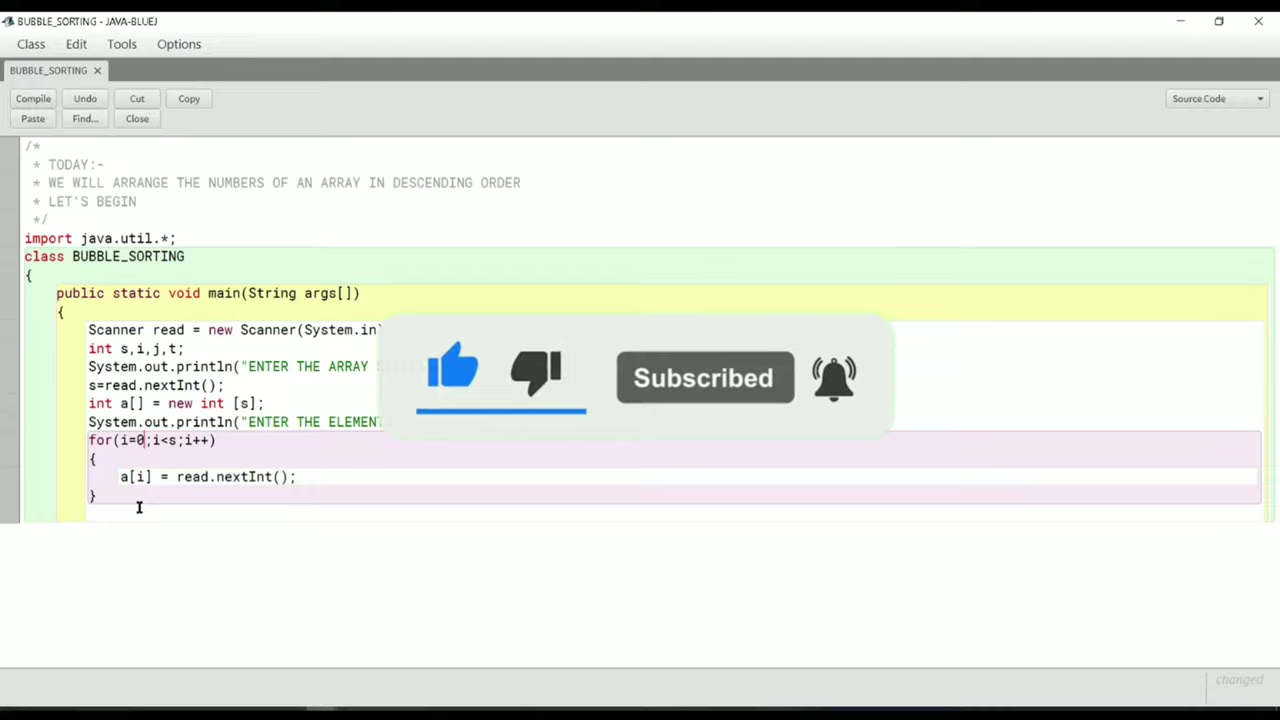 BUBBLE_SORTING - JAVA-BLUEJ
Class Edit Tools Options
BUBBLE_SORTING ×
Compile Undo Cut Copy Source Code
Paste Find... Close
/*
* TODAY:-
* WE WILL ARRANGE THE NUMBERS OF AN ARRAY IN DESCENDING ORDER
* LET'S BEGIN
*/
import java.util.*;
class BUBBLE_SORTING
{
public static void main(String args[])
{
Scanner read = new Scanner(System.in)
int s,i,j,t;
System.out.println("ENTER THE ARRAY
s=read.nextInt();
int a[] = new int [s];
System.out.println("ENTER THE ELEMENT
for(i=0;i<s;i++)
{
a[i] = read.nextInt();
}
Subscribed
changed